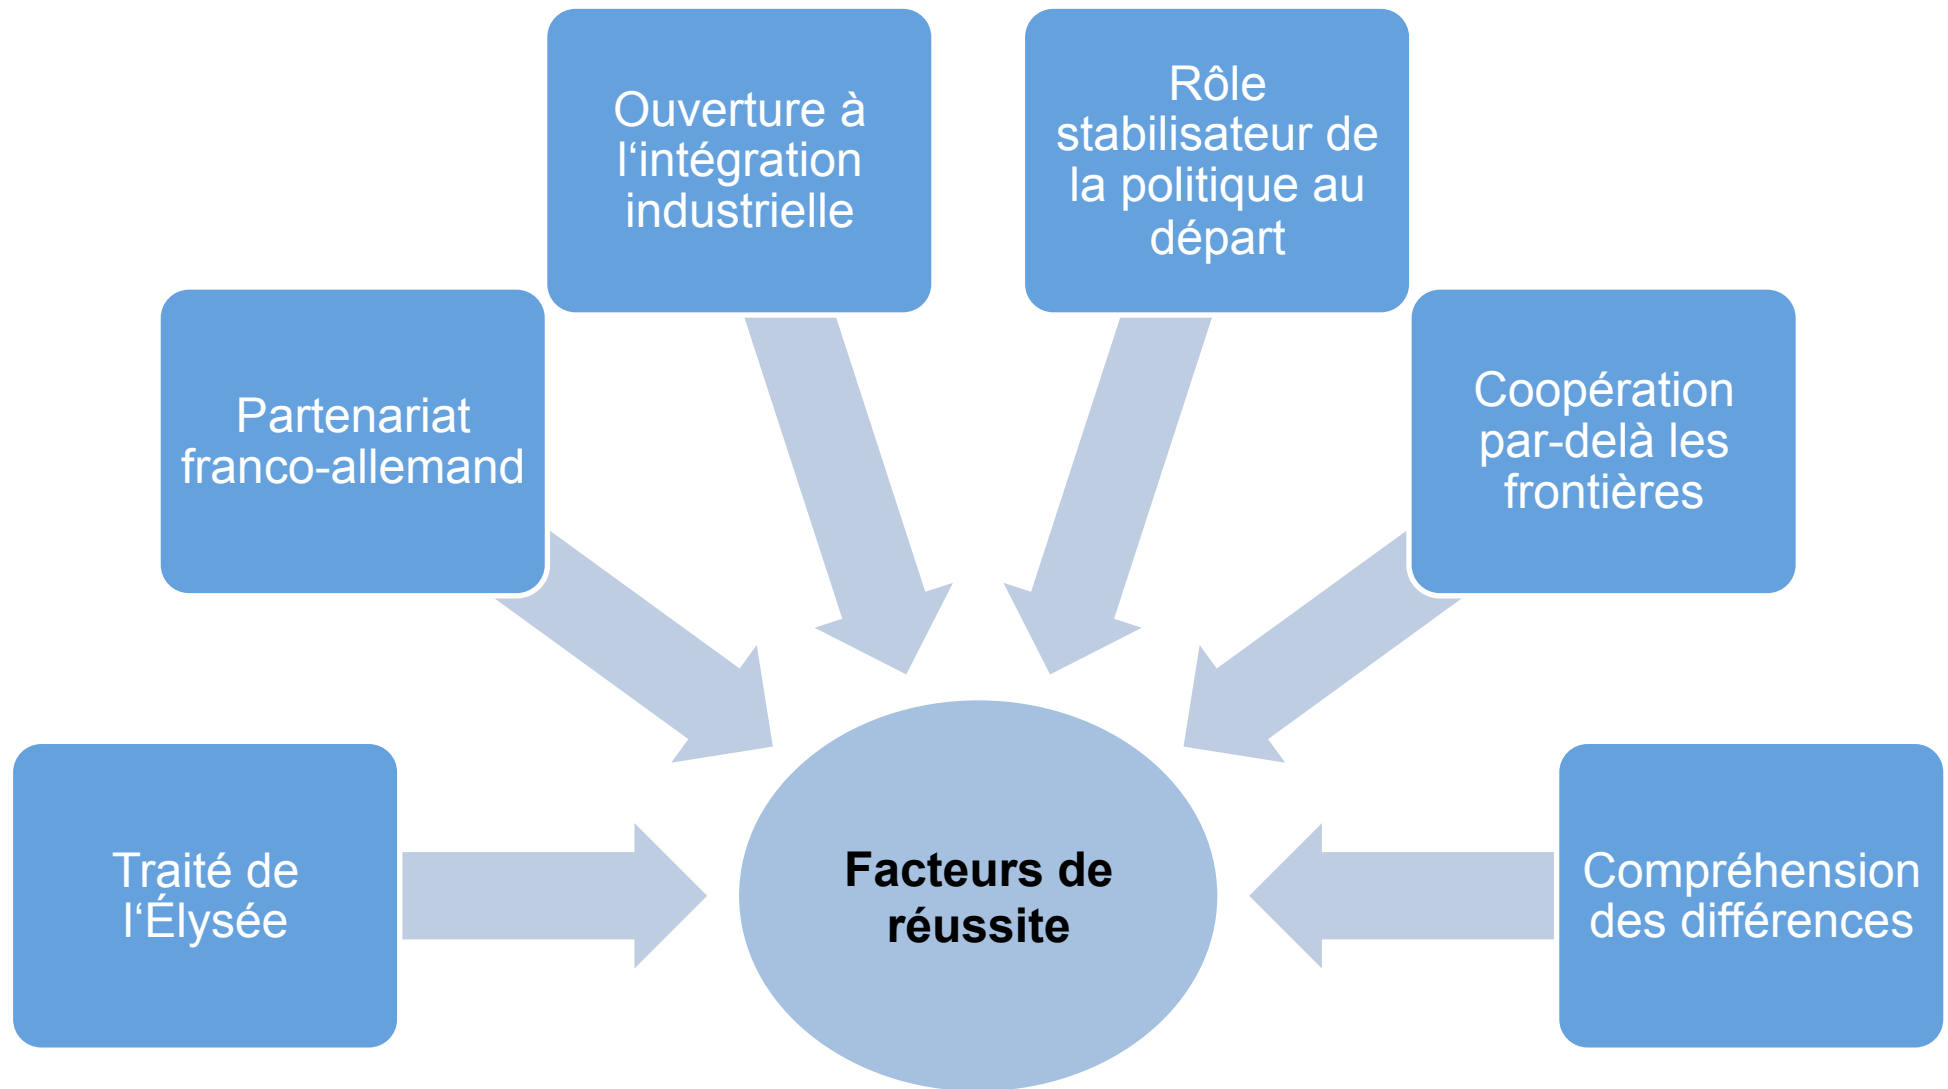 Ouverture à
l‘intégration
industrielle
Rôle
stabilisateur de
la politique au
départ
Partenariat
franco-allemand
Coopération
par-delà les
frontières
Traité de
l‘Élysée
Facteurs de
réussite
Compréhension
des différences